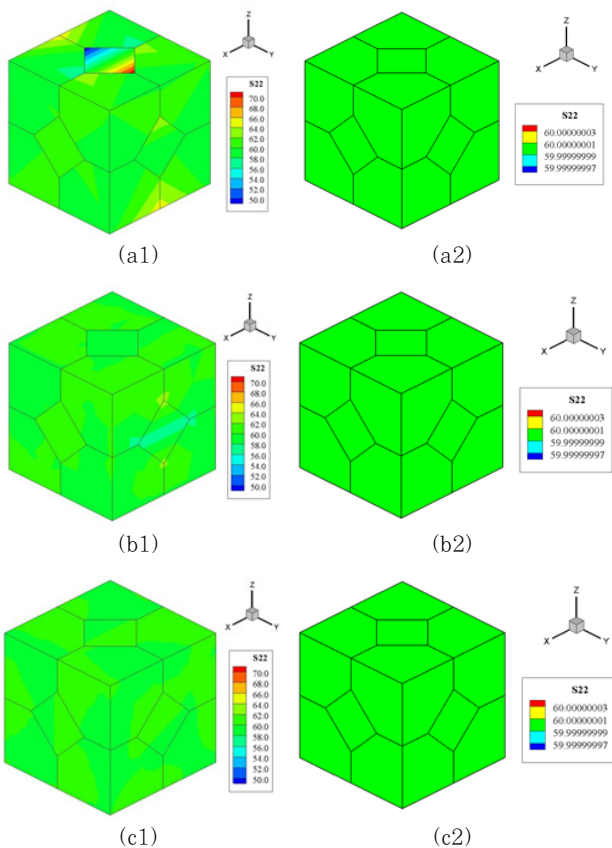 Z
X Y
S22
70.0
68.0
66.0
64.0
62.0
60.0
58.0
56.0
54.0
52.0
50.0
(a1)
Z
X Y
S22
60.00000003
60.00000001
59.99999999
59.99999997
(a2)
Z
X Y
S22
70.0
68.0
66.0
64.0
62.0
60.0
58.0
56.0
54.0
52.0
50.0
(b1)
Z
X Y
S22
60.00000003
60.00000001
59.99999999
59.99999997
(b2)
Z
X Y
S22
70.0
68.0
66.0
64.0
62.0
60.0
58.0
56.0
54.0
52.0
50.0
(c1)
Z
X Y
S22
60.00000003
60.00000001
59.99999999
59.99999997
(c2)